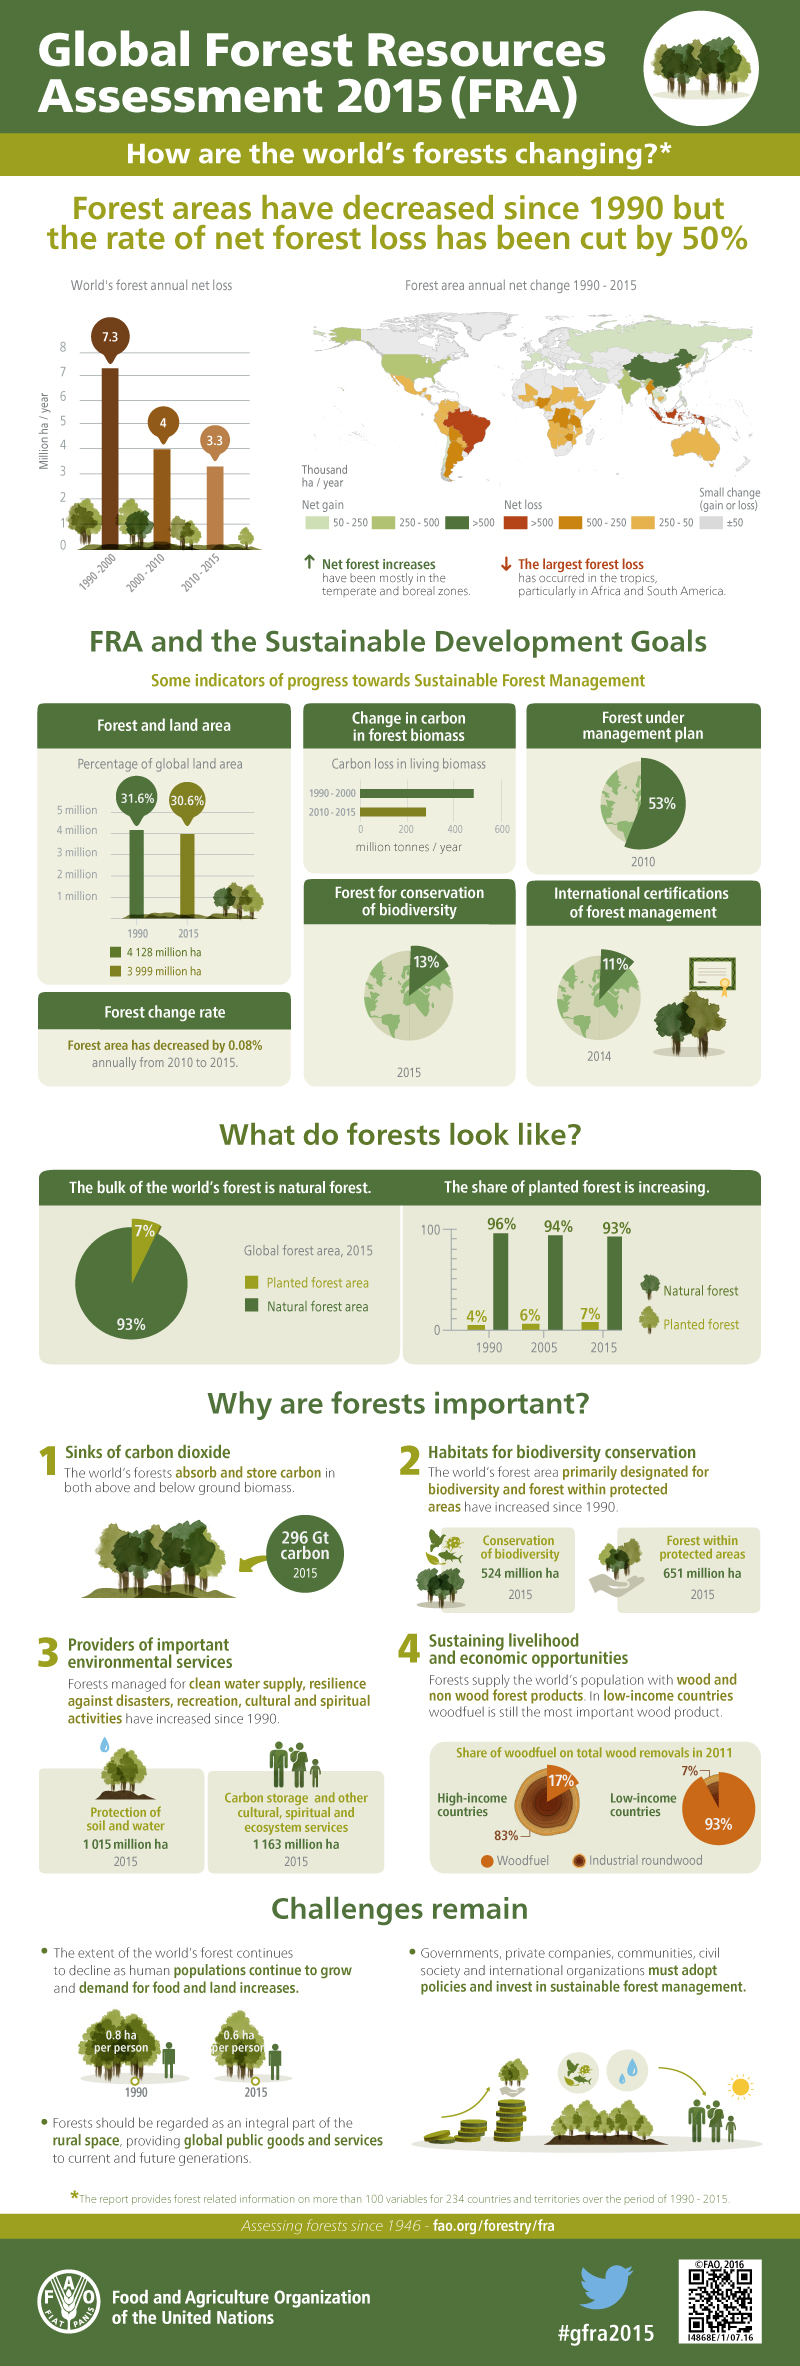 Global Forest Resources
Assessment 2015 (FRA)
How are the world's forests changing?*
Forest areas have decreased since 1990 but
the rate of net forest loss has been cut by 50%
World's forest annual net loss
Million ha / year
8
7
6
5
4
3
2
1
0
7.3
4
3.3
1990 -2000
2000 - 2010
2010 - 2015
Forest area annual net change 1990 - 2015
Thousand
ha / year
Net gain
50 - 250
250 - 500
>500
Net loss
>500
500 - 250
250 - 50
Small change
(gain or loss)
±50
Net forest increases
have been mostly in the
temperate and boreal zones.
The largest forest loss
has occurred in the tropics,
particularly in Africa and South America.
FRA and the Sustainable Development Goals
Some indicators of progress towards Sustainable Forest Management
Forest and land area
Percentage of global land area
31.6%
30.6%
5 million
4 million
3 million
2 million
1 million
1990
2015
4 128 million ha
3 999 million ha
Forest change rate
Forest area has decreased by 0.08%
annually from 2010 to 2015.
Change in carbon
in forest biomass
Carbon loss in living biomass
1990 - 2000
2010 - 2015
0
200
400
600
million tonnes / year
Forest for conservation
of biodiversity
13%
2015
Forest under
management plan
53%
2010
International certifications
of forest management
11%
2014
What do forests look like?
The bulk of the world's forest is natural forest.
7%
93%
Global forest area, 2015
Planted forest area
Natural forest area
The share of planted forest is increasing.
100
0
4%
96%
6%
94%
7%
93%
1990
2005
2015
Natural forest
Planted forest
Why are forests important?
1
Sinks of carbon dioxide
The world's forests absorb and store carbon in
both above and below ground biomass.
296 Gt
carbon
2015
2
Habitats for biodiversity conservation
The world's forest area primarily designated for
biodiversity and forest within protected
areas have increased since 1990.
Conservation
of biodiversity
524 million ha
2015
Forest within
protected areas
651 million ha
2015
3
Providers of important
environmental services
Forests managed for clean water supply, resilience
against disasters, recreation, cultural and spiritual
activities have increased since 1990.
Protection of
soil and water
1 015 million ha
2015
Carbon storage and other
cultural, spiritual and
ecosystem services
1 163 million ha
2015
4
Sustaining livelihood
and economic opportunities
Forests supply the world's population with wood and
non wood forest products. In low-income countries
woodfuel is still the most important wood product.
Share of woodfuel on total wood removals in 2011
High-income
countries
17%
83%
Low-income
countries
7%
93%
Woodfuel
Industrial roundwood
Challenges remain
• The extent of the world's forest continues
to decline as human populations continue to grow
and demand for food and land increases.
0.8 ha
per person
1990
0.6 ha
per person
2015
• Forests should be regarded as an integral part of the
rural space, providing global public goods and services
to current and future generations.
• Governments, private companies, communities, civil
society and international organizations must adopt
policies and invest in sustainable forest management.
*The report provides forest related information on more than 100 variables for 234 countries and territories over the period of 1990 - 2015.
Assessing forests since 1946 - fao.org/forestry/fra
F A O
FIAT PANIS
Food and Agriculture Organization
of the United Nations
#gfra2015
©FAO, 2016
I4868E/1/07.16